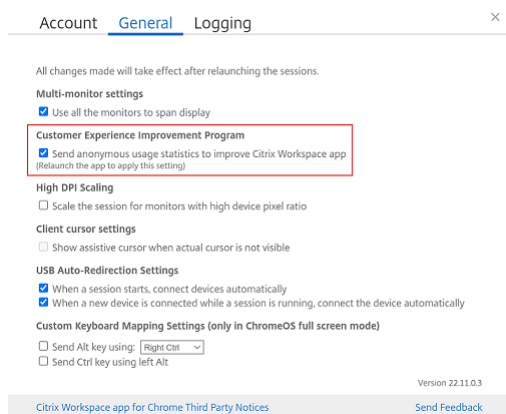 Account General Logging
All changes made will take effect after relaunching the sessions.
Multi-monitor settings
Use all the monitors to span display
Customer Experience Improvement Program
Send anonymous usage statistics to improve Citrix Workspace app
(Relaunch the app to apply this setting)
High DPI Scaling
Scale the session for monitors with high device pixel ratio
Client cursor settings
Show assistive cursor when actual cursor is not visible
USB Auto-Redirection Settings
When a session starts, connect devices automatically
When a new device is connected while a session is running, connect the device automatically
Custom Keyboard Mapping Settings (only in ChromeOS full screen mode)
Send Alt key using: Right Ctrl
Send Ctrl key using left Alt
Version 22.11.0.3
Citrix Workspace app for Chrome Third Party Notices Send Feedback